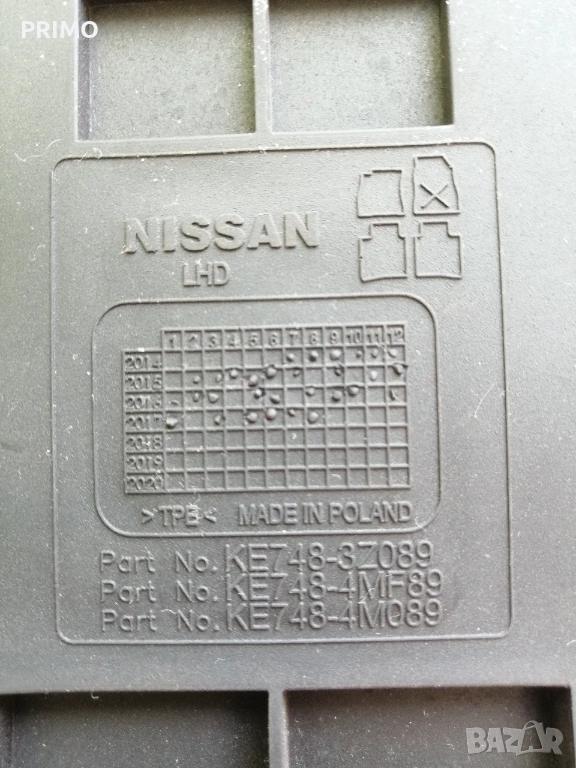 PRIMO
NISSAN
LHD
1 2 3 4 5 6 7 8 9 10 11 12
2014
2015
2016
2017
2018
2019
2020
>TPE< MADE IN POLAND
Part No. KE748-3Z089
Part No. KE748-4MF89
Part No. KE748-4M089
BAZAR